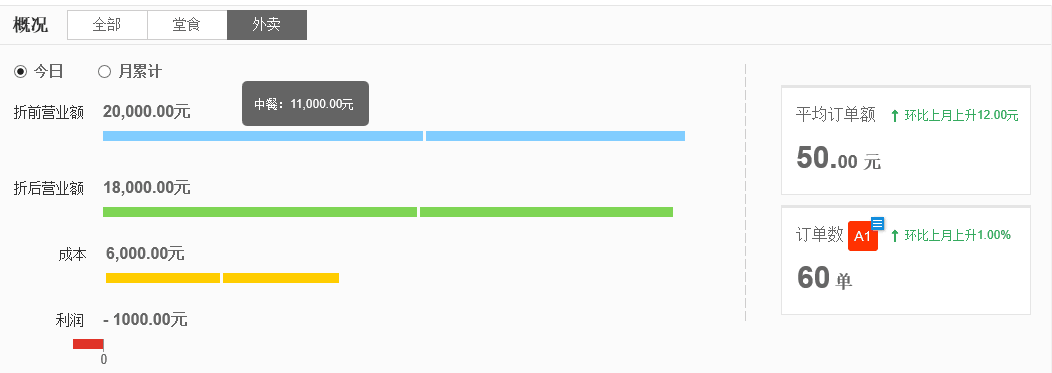 概况 全部 堂食 外卖
今日 月累计
中餐：11,000.00元
折前营业额 20,000.00元
折后营业额 18,000.00元
成本 6,000.00元
利润 - 1000.00元
0
平均订单额 环比上月上升12.00元
50.00 元
订单数 A1 环比上月上升1.00%
60 单